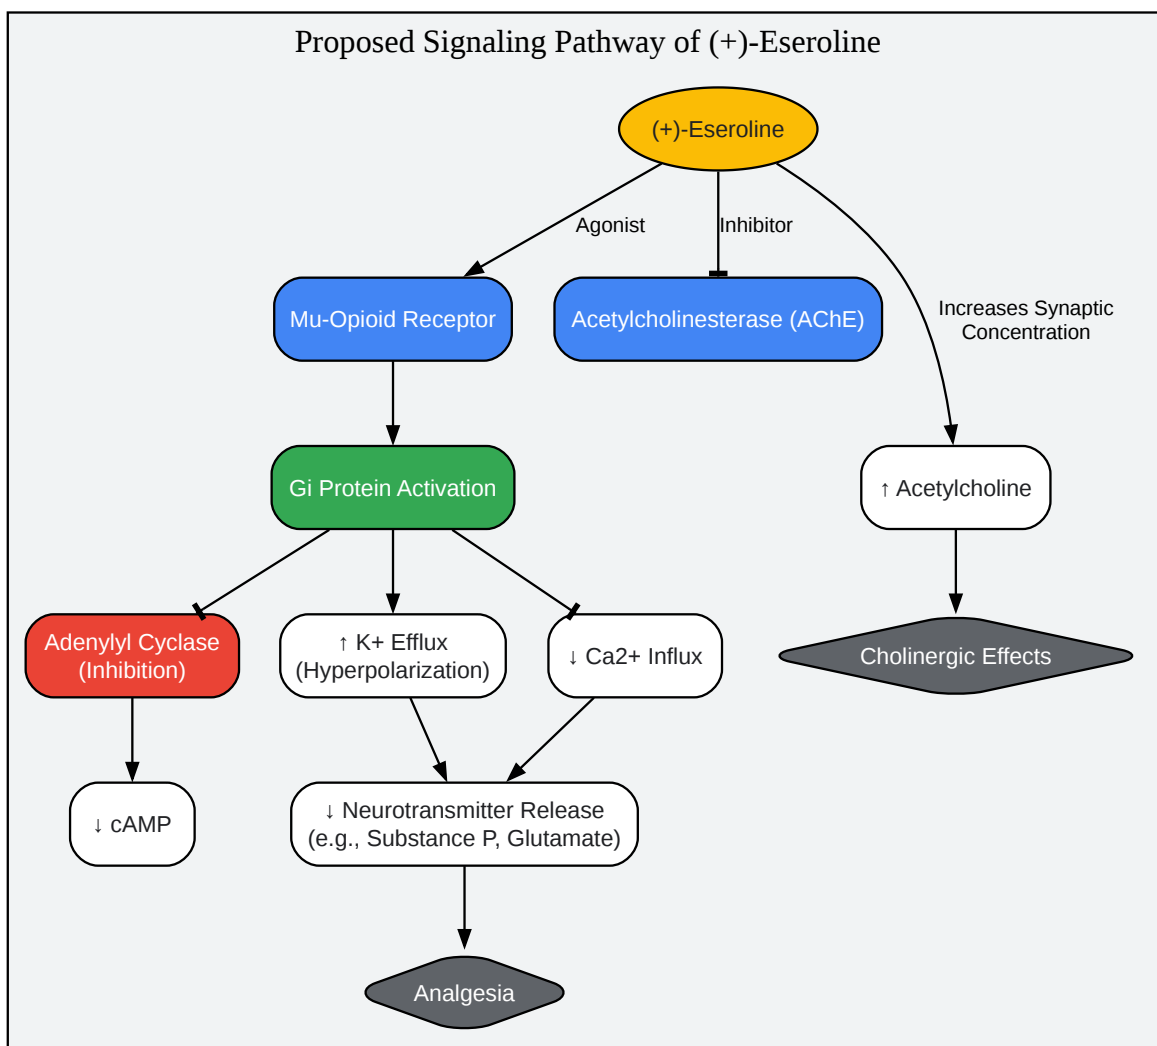 Proposed Signaling Pathway of (+)-Eseroline
(+)-Eseroline
Agonist
Inhibitor
Increases Synaptic
Concentration
Mu-Opioid Receptor
Acetylcholinesterase (AChE)
Gi Protein Activation
↑ Acetylcholine
Adenylyl Cyclase
(Inhibition)
↑ K+ Efflux
(Hyperpolarization)
↓ Ca2+ Influx
Cholinergic Effects
↓ cAMP
↓ Neurotransmitter Release
(e.g., Substance P, Glutamate)
Analgesia